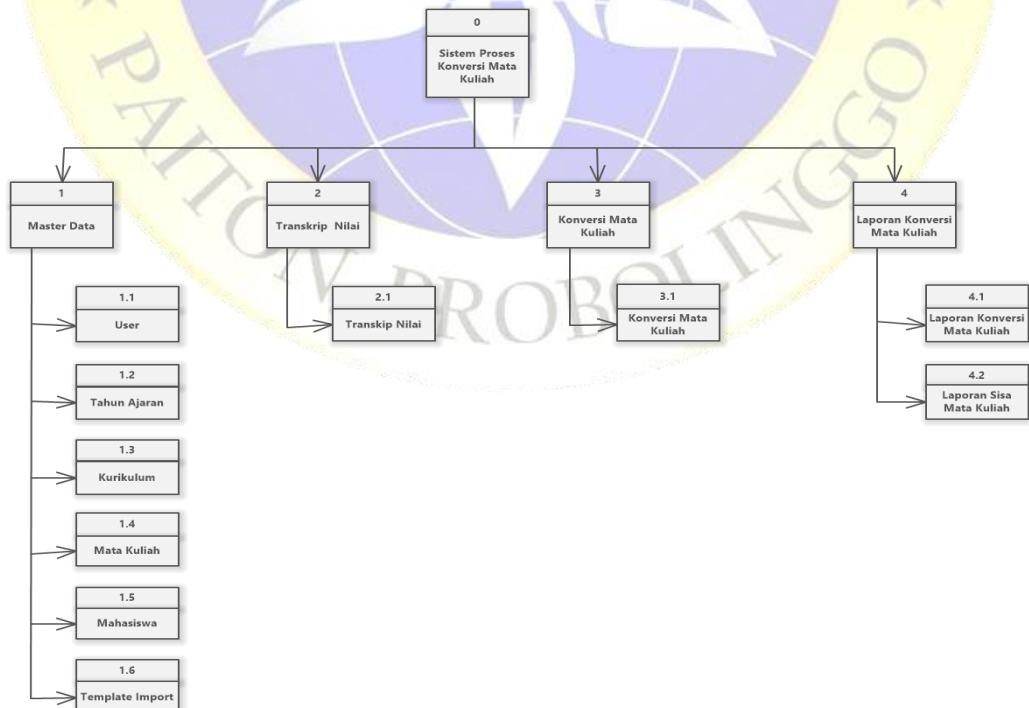 0
Sistem Proses
Konversi Mata
Kuliah
1
Master Data
2
Transkrip Nilai
3
Konversi Mata
Kuliah
4
Laporan Konversi
Mata Kuliah
1.1
User
1.2
Tahun Ajaran
1.3
Kurikulum
1.4
Mata Kuliah
1.5
Mahasiswa
1.6
Template Import
2.1
Transkip Nilai
3.1
Konversi Mata
Kuliah
4.1
Laporan Konversi
Mata Kuliah
4.2
Laporan Sisa
Mata Kuliah
PAITON PROBOLINGGO